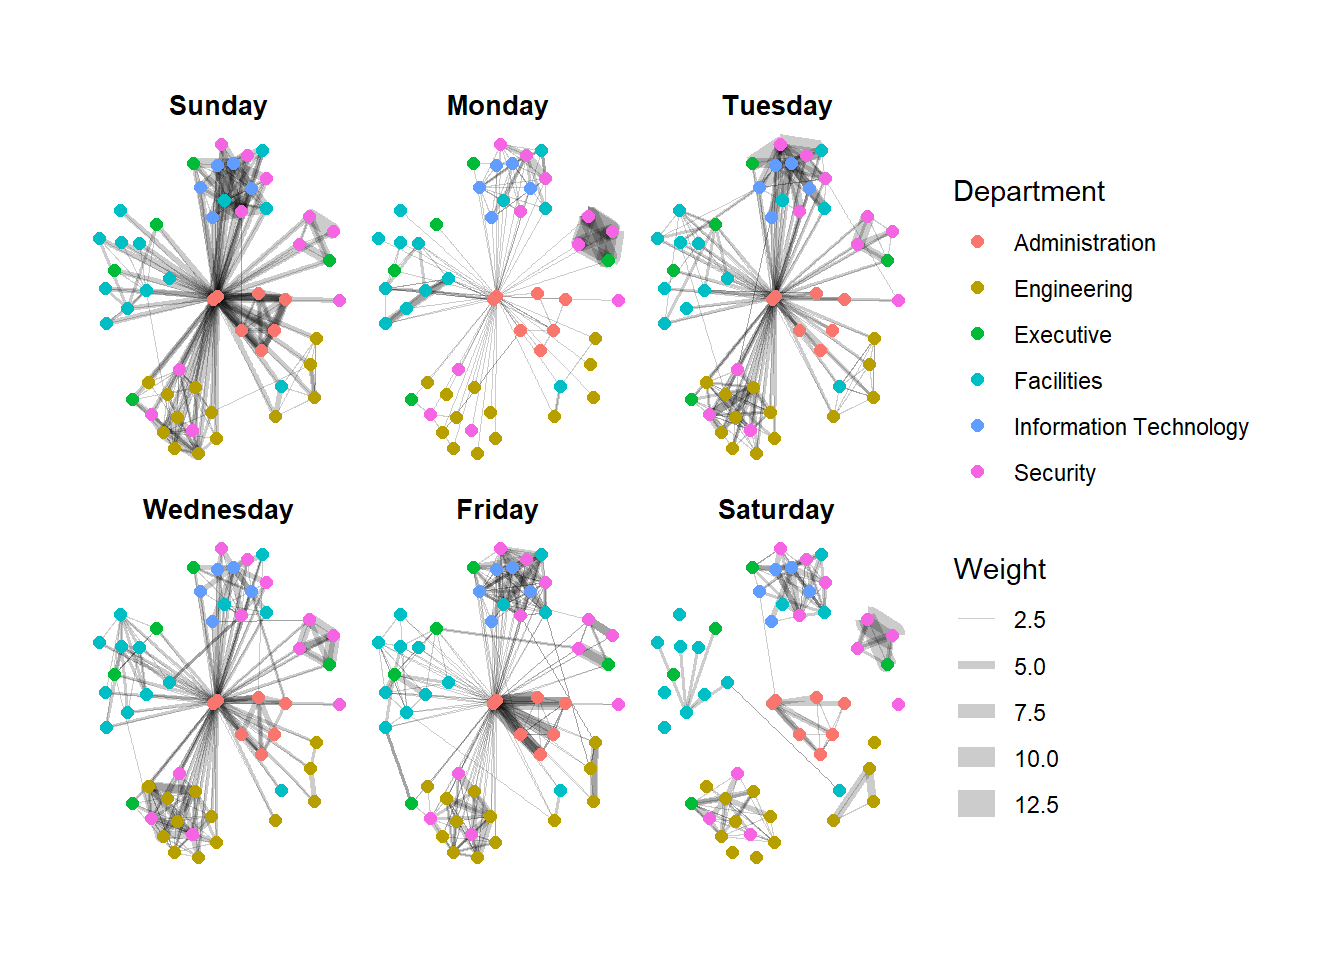 Sunday
Monday
Tuesday
Wednesday
Friday
Saturday
Department
Administration
Engineering
Executive
Facilities
Information Technology
Security
Weight
2.5
5.0
7.5
10.0
12.5